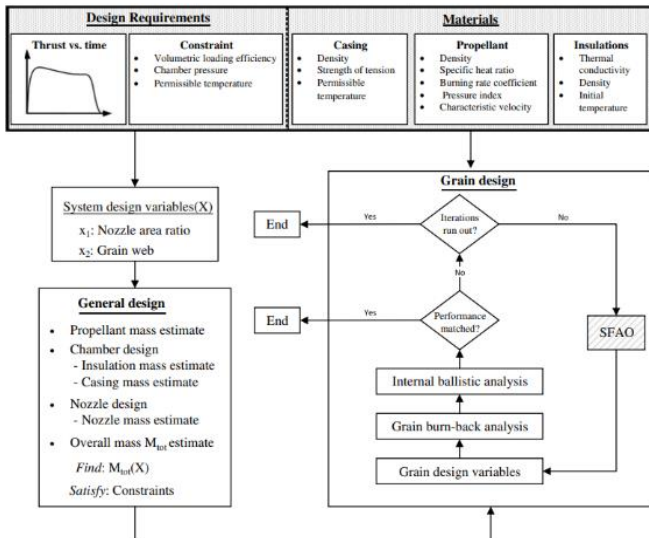 Design Requirements
Materials
Thrust vs. time
Constraint
• Volumetric loading efficiency
• Chamber pressure
• Permissible temperature
Casing
• Density
• Strength of tension
• Permissible
temperature
Propellant
• Density
• Specific heat ratio
• Burning rate coefficient
• Pressure index
• Characteristic velocity
Insulations
• Thermal
conductivity
• Density
• Initial
temperature
System design variables(X)
x₁: Nozzle area ratio
x₂: Grain web
General design
• Propellant mass estimate
• Chamber design
- Insulation mass estimate
- Casing mass estimate
• Nozzle design
- Nozzle mass estimate
• Overall mass Mtot estimate
Find: Mtot(X)
Satisfy: Constraints
Grain design
Iterations
run out?
Yes
End
No
No
Performance
matched?
Yes
End
SFAO
Internal ballistic analysis
Grain burn-back analysis
Grain design variables